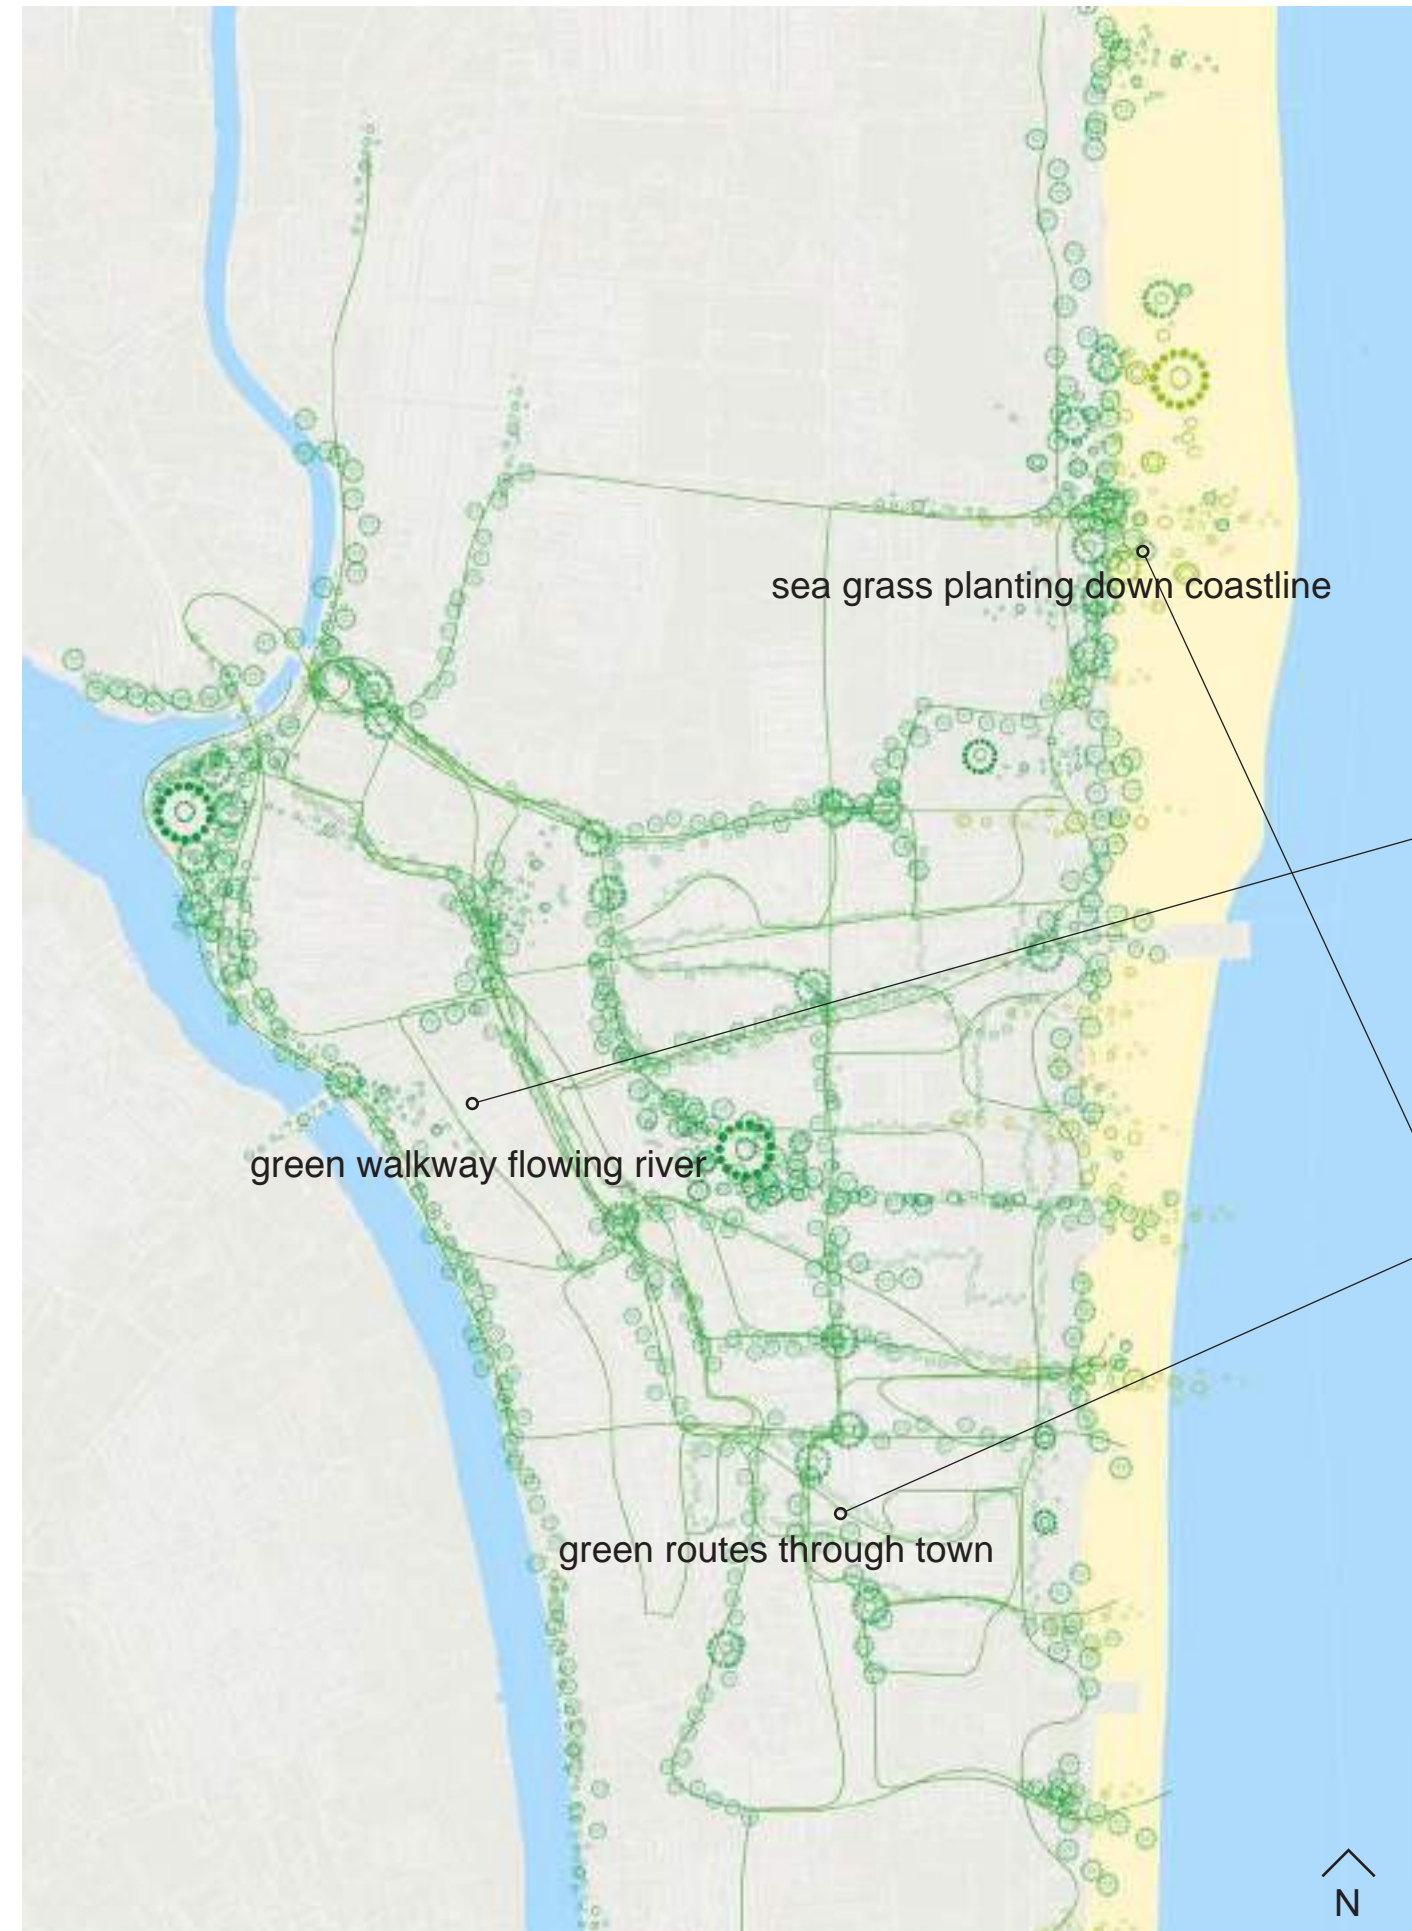 sea grass planting down coastline
green walkway flowing river
green routes through town
N